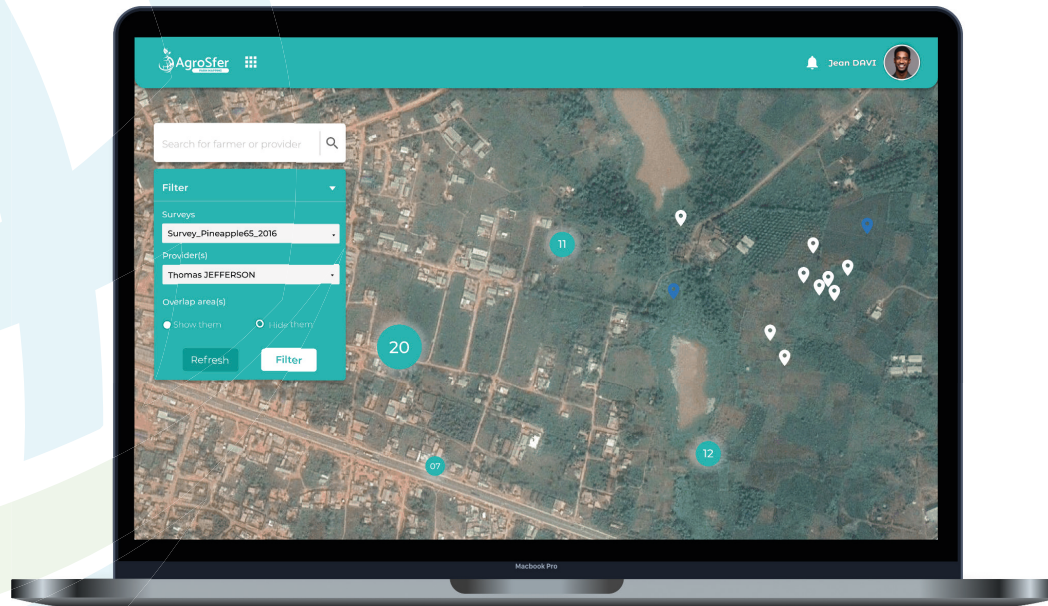 AgroSfer
Jean DAVI
Search for farmer or provider
Filter
Surveys
Survey_Pineapple65_2016
Provider(s)
Thomas JEFFERSON
Overlap area(s)
Show them
Hide them
Refresh
Filter
11
20
12
07
Macbook Pro